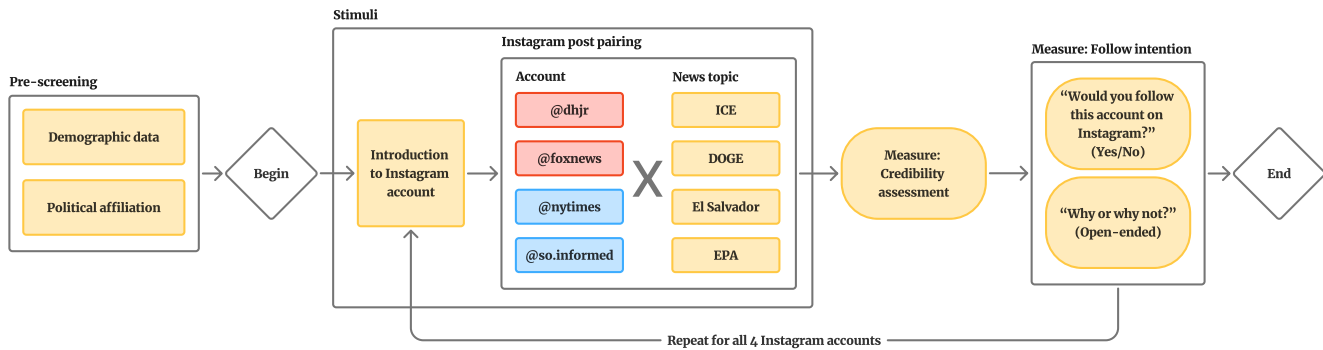 Pre-screening
Demographic data
Political affiliation
Begin
Stimuli
Introduction
to Instagram
account
Instagram post pairing
Account
@dhjr
@foxnews
@nytimes
@so.informed
X
News topic
ICE
DOGE
El Salvador
EPA
Measure:
Credibility
assessment
Measure: Follow intention
“Would you follow
this account on
Instagram?”
(Yes/No)
“Why or why not?”
(Open-ended)
End
Repeat for all 4 Instagram accounts